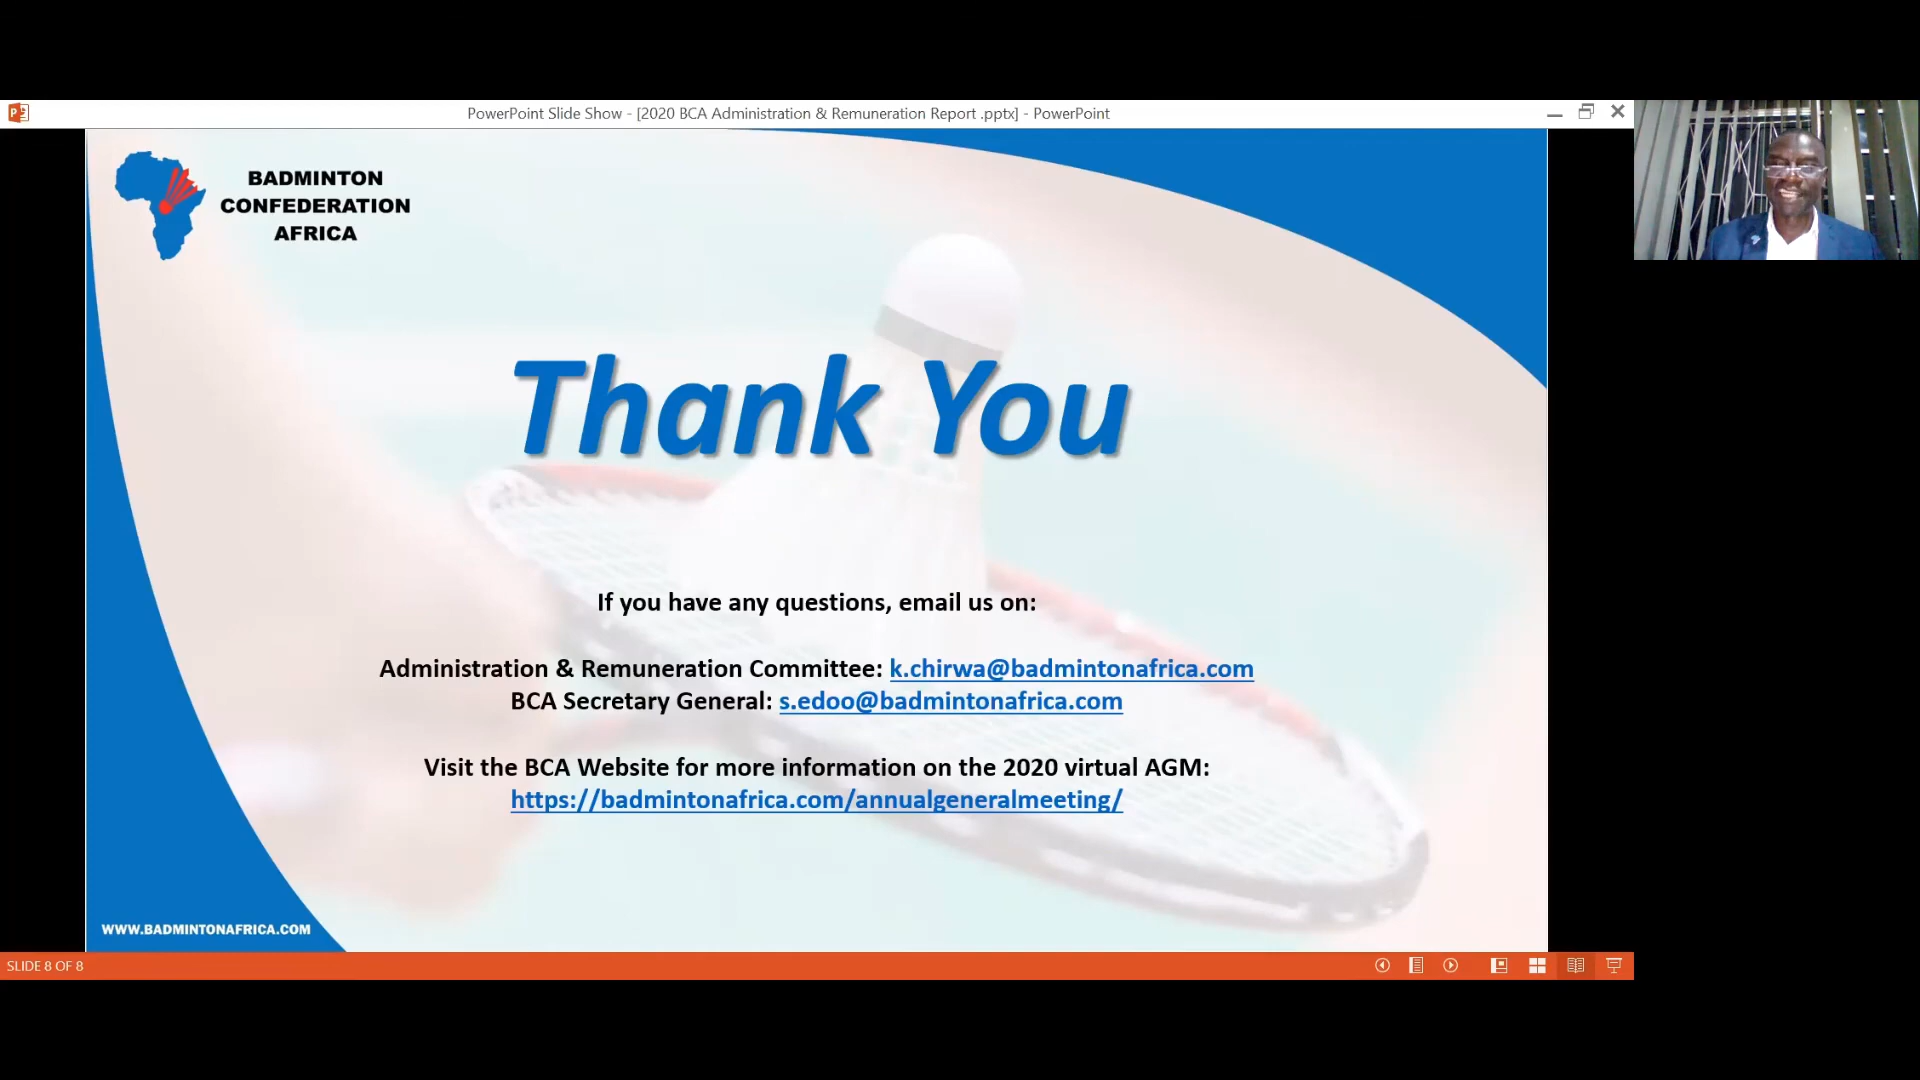 PowerPoint Slide Show - [2020 BCA Administration & Remuneration Report .pptx] - PowerPoint
BADMINTON
CONFEDERATION
AFRICA
Thank You
If you have any questions, email us on:
Administration & Remuneration Committee: k.chirwa@badmintonafrica.com
BCA Secretary General: s.edoo@badmintonafrica.com
Visit the BCA Website for more information on the 2020 virtual AGM:
https://badmintonafrica.com/annualgeneralmeeting/
WWW.BADMINTONAFRICA.COM
SLIDE 8 OF 8